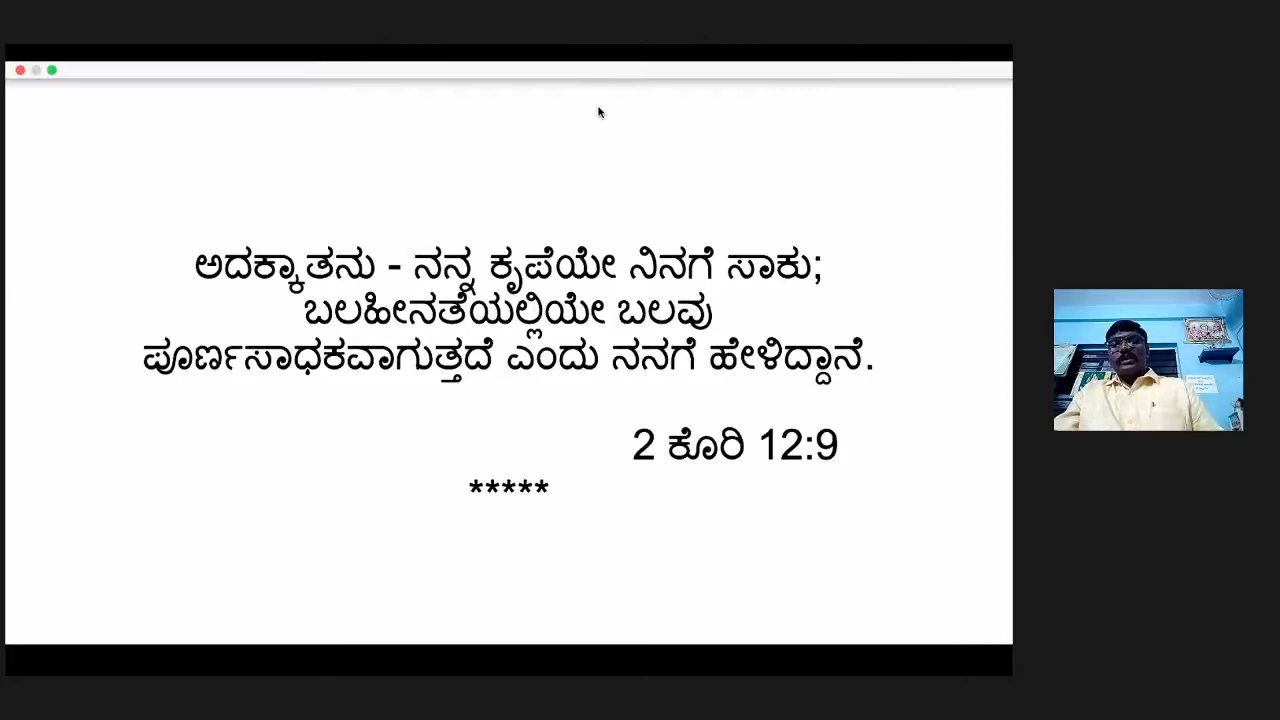 ಅದಕ್ಕಾತನು - ನನ್ನ ಕೃಪೆಯೇ ನಿನಗೆ ಸಾಕು;
ಬಲಹೀನತೆಯಲ್ಲಿಯೇ ಬಲವು
ಪೂರ್ಣಸಾಧಕವಾಗುತ್ತದೆ ಎಂದು ನನಗೆ ಹೇಳಿದ್ದಾನೆ.
2 ಕೊರಿ 12:9
*****